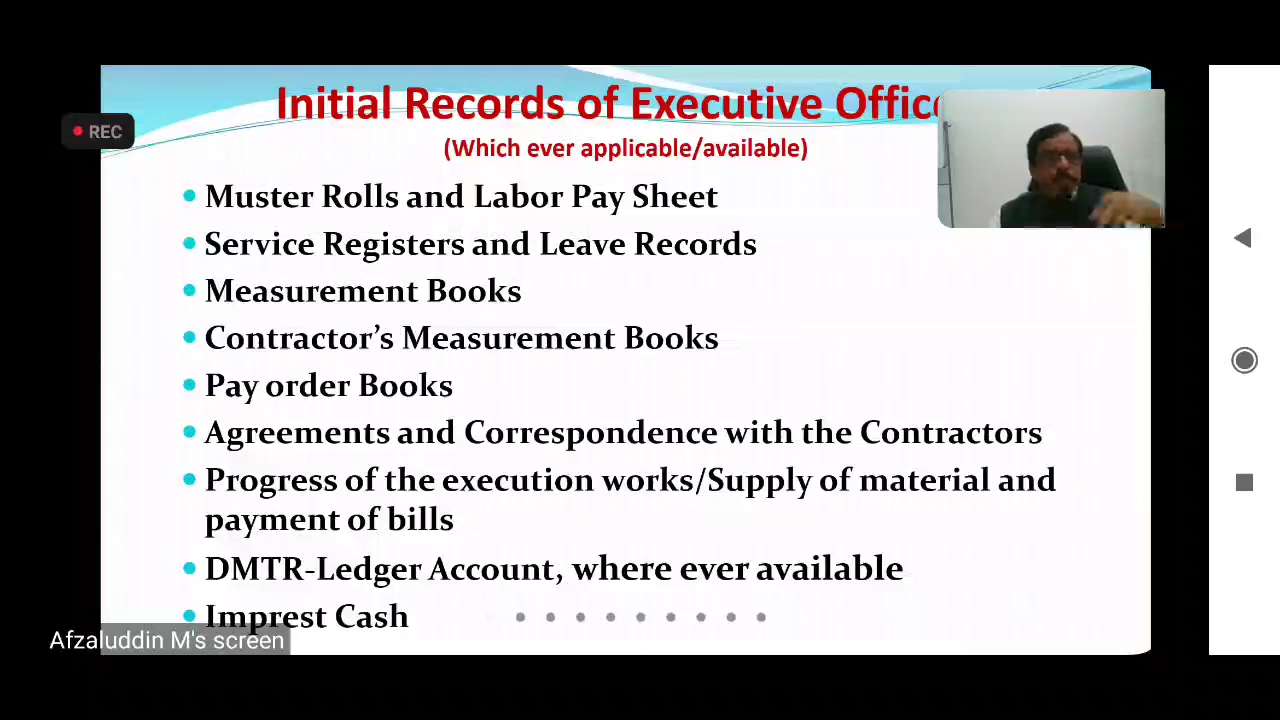 Initial Records of Executive Offic
REC
(Which ever applicable/available)
• Muster Rolls and Labor Pay Sheet
• Service Registers and Leave Records
• Measurement Books
• Contractor’s Measurement Books
• Pay order Books
• Agreements and Correspondence with the Contractors
• Progress of the execution works/Supply of material and
payment of bills
• DMTR-Ledger Account, where ever available
• Imprest Cash
Afzaluddin M's screen